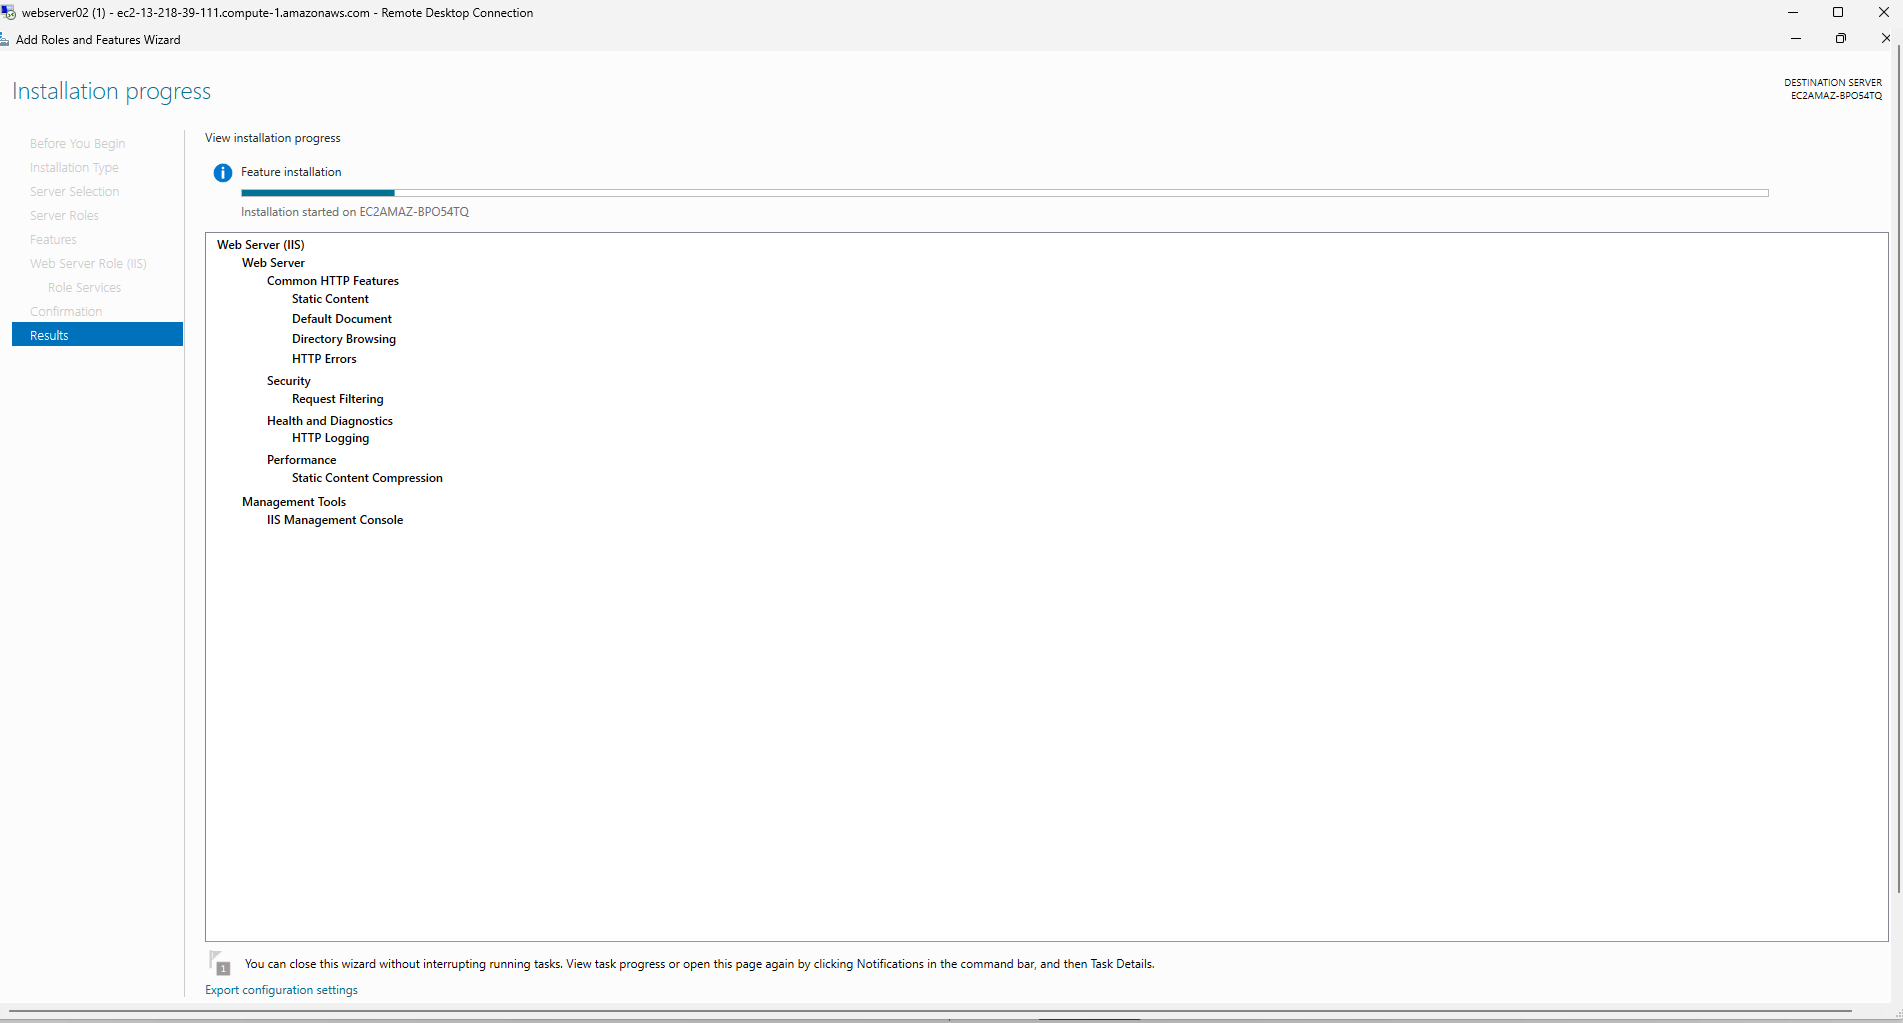 webserver02 (1) - ec2-13-218-39-111.compute-1.amazonaws.com - Remote Desktop Connection
Add Roles and Features Wizard
Installation progress
DESTINATION SERVER
EC2AMAZ-BPO54TQ
Before You Begin
Installation Type
Server Selection
Server Roles
Features
Web Server Role (IIS)
Role Services
Confirmation
Results
View installation progress
Feature installation
Installation started on EC2AMAZ-BPO54TQ
Web Server (IIS)
Web Server
Common HTTP Features
Static Content
Default Document
Directory Browsing
HTTP Errors
Security
Request Filtering
Health and Diagnostics
HTTP Logging
Performance
Static Content Compression
Management Tools
IIS Management Console
1
You can close this wizard without interrupting running tasks. View task progress or open this page again by clicking Notifications in the command bar, and then Task Details.
Export configuration settings